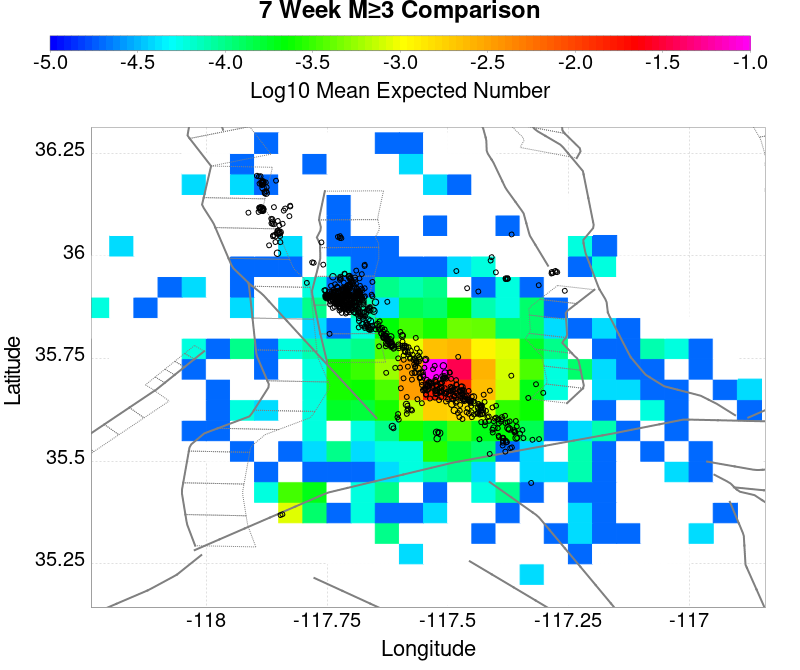 7 Week M≥3 Comparison
-5.0 -4.5 -4.0 -3.5 -3.0 -2.5 -2.0 -1.5 -1.0
Log10 Mean Expected Number
36.25
36
35.75
35.5
35.25
Latitude
-118 -117.75 -117.5 -117.25 -117
Longitude